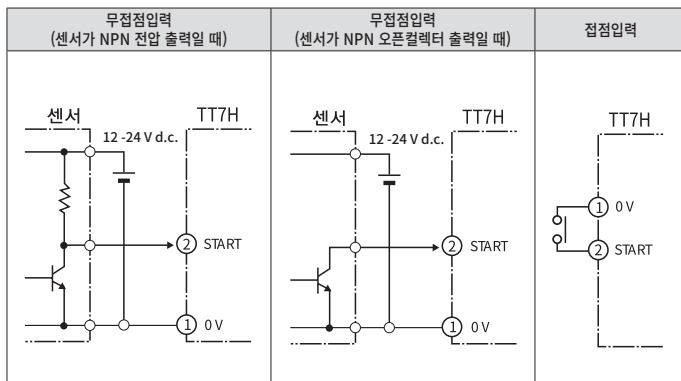 무접점입력
(센서가 NPN 전압 출력일 때)
무접점입력
(센서가 NPN 오픈컬렉터 출력일 때)
접점입력
센서
TT7H
12 -24 V d.c.
2 START
1 0 V
센서
TT7H
12 -24 V d.c.
2 START
1 0 V
TT7H
1 0 V
2 START